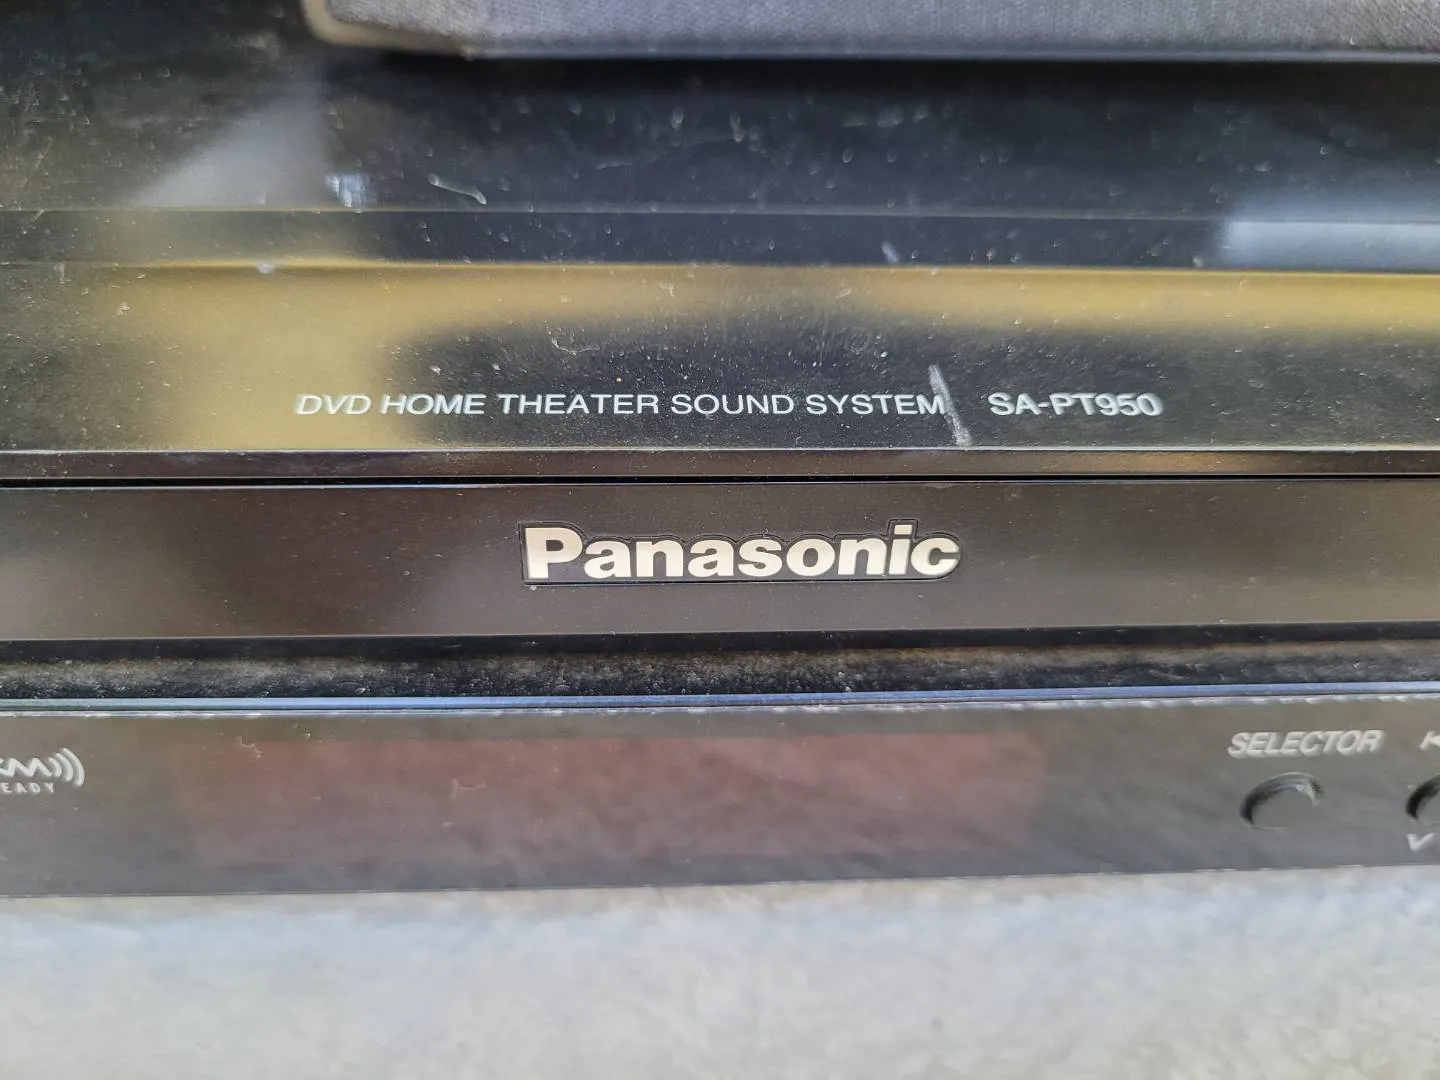 DVD HOME THEATER SOUND SYSTEM SA-PT950
Panasonic
SELECTOR